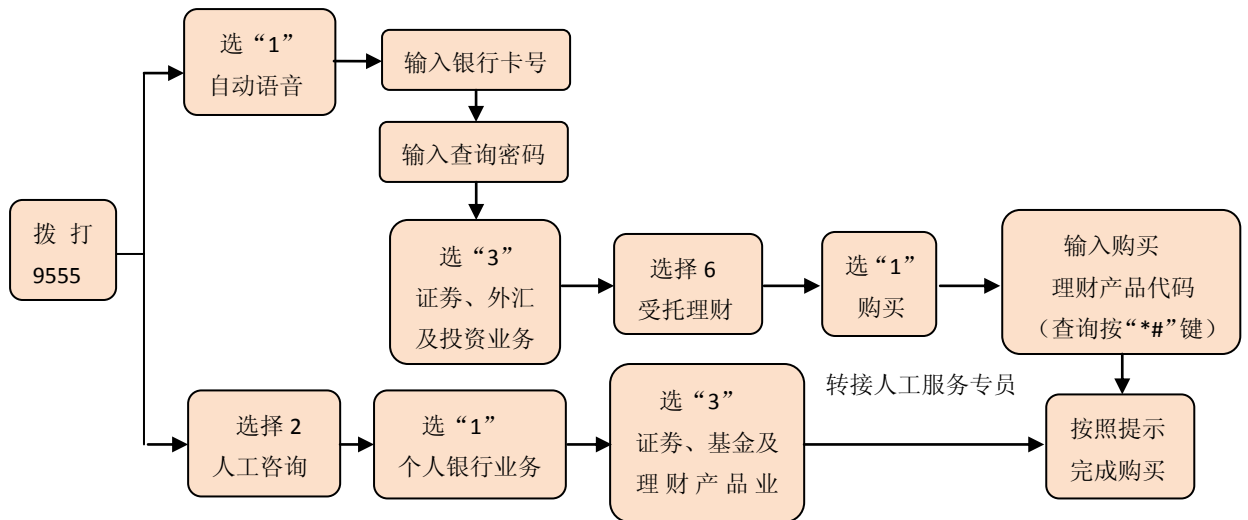 选“1”
自动语音
输入银行卡号
输入查询密码
拨 打
9555
选“3”
证券、外汇
及投资业务
选择 6
受托理财
选“1”
购买
输入购买
理财产品代码
（查询按“*#”键）
选择 2
人工咨询
选“1”
个人银行业务
选“3”
证券、基金及
理 财 产 品 业
转接人工服务专员
按照提示
完成购买